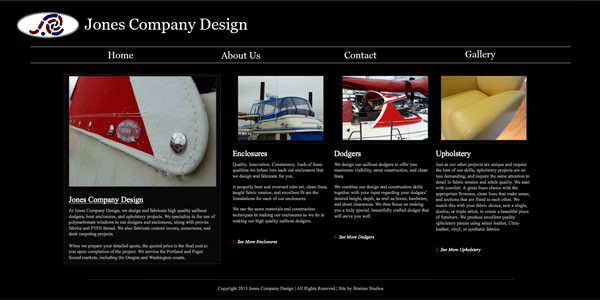 Jones Company Design
Home
About Us
Contact
Gallery
Jones Company Design
At Jones Company Design, we design and fabricate high quality sailboat
dodgers, boat enclosures, and upholstery projects. We specialize in the use of
polycarbonate windows in our dodgers and enclosures, along with proven
fabrics and PTFE thread. We also fabricate custom covers, sunscreens, and
deck carpeting projects.
When we prepare your detailed quote, the quoted price is the final cost to
you upon completion of the project. We service the Portland and Puget
Sound markets, including the Oregon and Washington coasts.
Enclosures
Quality. Innovation. Consistency. Each of these
qualities we infuse into each our enclosures that
we design and fabricate for you.
A properly bent and crowned tube set, clean lines,
taught fabric tension, and excellent fit are the
foundations for each of our enclosures.
We use the same materials and construction
techniques in making our enclosures as we do in
making our high quality sailboat dodgers.
See More Enclosures
Dodgers
We design our sailboat dodgers to offer you
maximum visibility, stout construction, and clean
lines.
We combine our design and construction skills
together with your input regarding your dodgers'
desired height, depth, as well as boom, handrails,
and sheet clearances. We then focus on making
you a truly special, beautifully crafted dodger that
will serve you well.
See More Dodgers
Upholstery
Just as our other projects are unique and require
the best of our skills, upholstery projects are no
less demanding, and require the same attention to
detail in fabric tension and stitch quality. We start
with comfort. A great foam choice with the
appropriate firmness, clean lines that make sense,
and sections that are fitted to each other. We
match this with your fabric choice, sew a single,
double, or triple stitch, to create a beautiful piece
of furniture. We produce excellent quality
upholstery pieces using select leather, Ultra-
leather, vinyl, or synthetic fabrics.
See More Upholstery
Copyright 2013 Jones Company Design | All Rights Reserved | Site by Stratum Studios